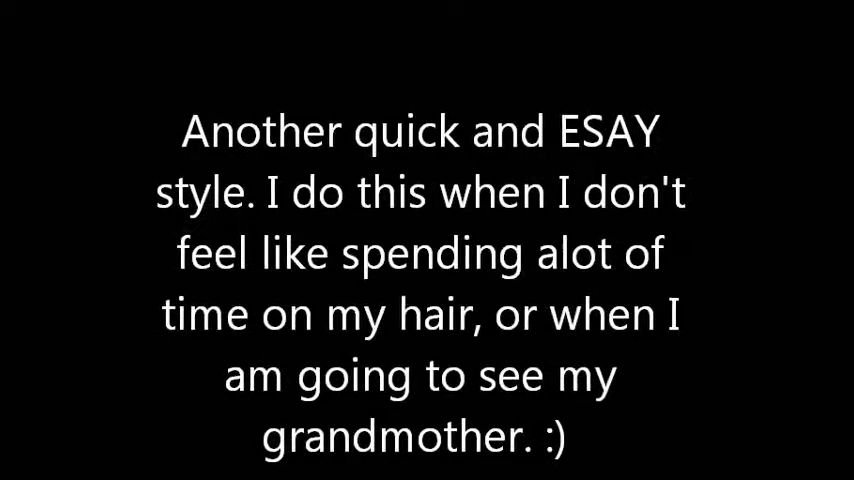 Another quick and ESAY
style. I do this when I don't
feel like spending alot of
time on my hair, or when I
am going to see my
grandmother. :)